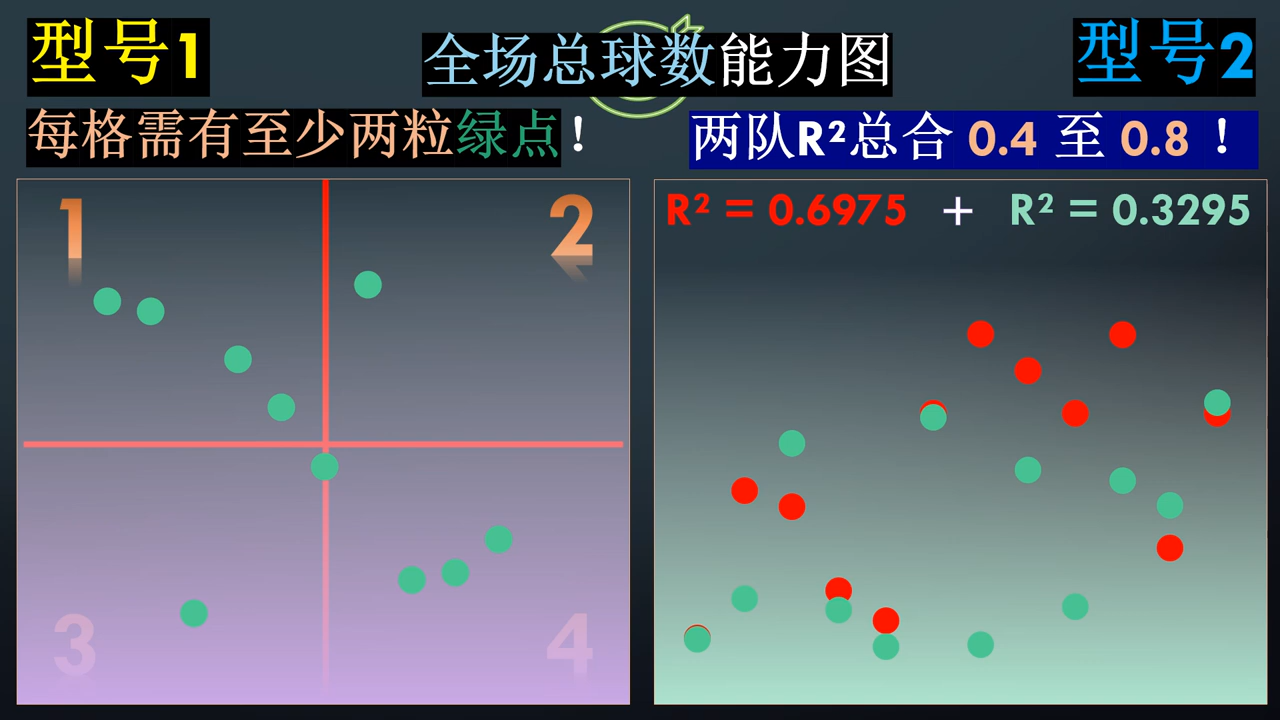 型号1
全场总球数能力图
型号2
每格需有至少两粒绿点!
两队R²总合 0.4 至 0.8 !
1
2
3
4
R² = 0.6975 + R² = 0.3295